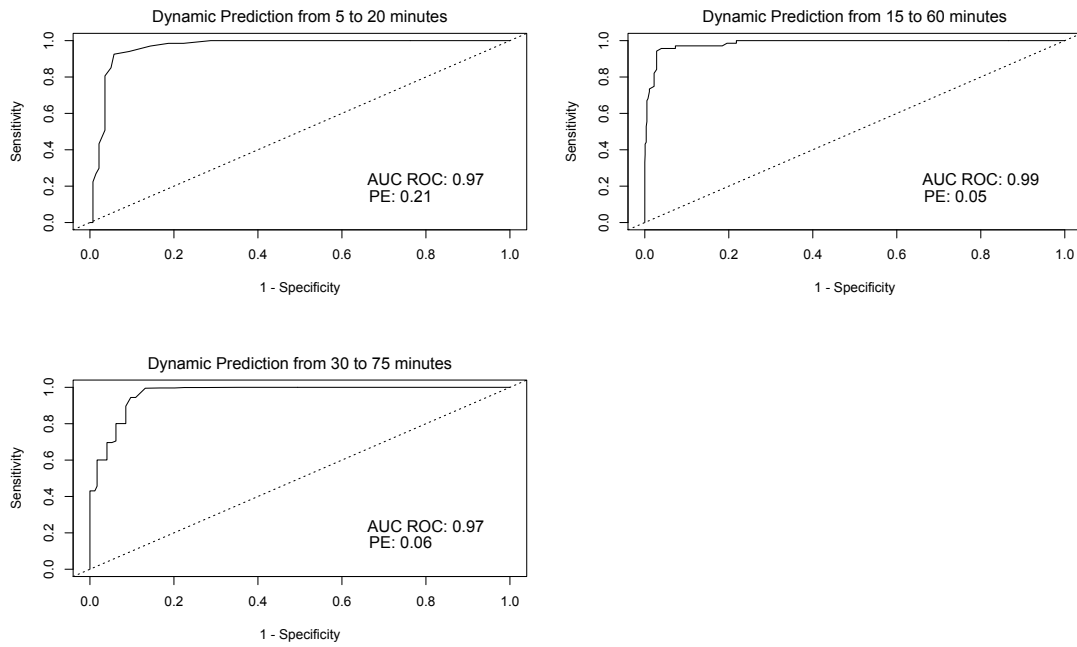 Dynamic Prediction from 5 to 20 minutes
Sensitivity
1.0
0.8
0.6
0.4
0.2
0.0
AUC ROC: 0.97
PE: 0.21
0.0 0.2 0.4 0.6 0.8 1.0
1 - Specificity
Dynamic Prediction from 15 to 60 minutes
Sensitivity
1.0
0.8
0.6
0.4
0.2
0.0
AUC ROC: 0.99
PE: 0.05
0.0 0.2 0.4 0.6 0.8 1.0
1 - Specificity
Dynamic Prediction from 30 to 75 minutes
Sensitivity
1.0
0.8
0.6
0.4
0.2
0.0
AUC ROC: 0.97
PE: 0.06
0.0 0.2 0.4 0.6 0.8 1.0
1 - Specificity